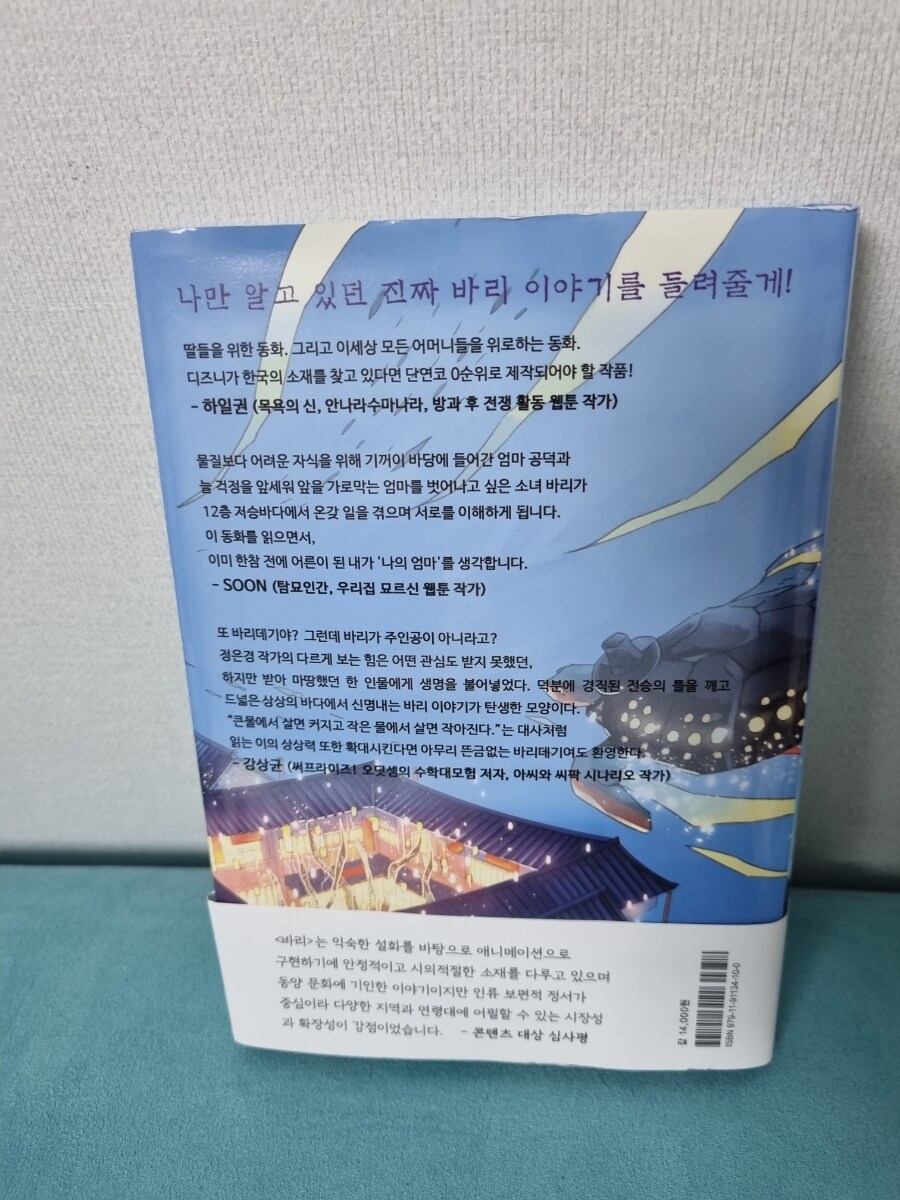 나만 알고 있던 진짜 바리 이야기를 들려줄게!
딸들을 위한 동화. 그리고 이세상 모든 어머니들을 위로하는 동화.
디즈니가 한국의 소재를 찾고 있다면 단연코 0순위로 제작되어야 할 작품!
- 하일권 (목욕의 신, 안나라수마나라, 방과 후 전쟁 활동 웹툰 작가)
물질보다 어려운 자식을 위해 기꺼이 바당에 들어간 엄마 공덕과
늘 걱정을 앞세워 앞을 가로막는 엄마를 벗어나고 싶은 소녀 바리가
12층 저승바다에서 온갖 일을 겪으며 서로를 이해하게 됩니다.
이 동화를 읽으면서,
이미 한참 전에 어른이 된 내가 '나의 엄마'를 생각합니다.
- SOON (탐묘인간, 우리집 묘르신 웹툰 작가)
또 바리데기야? 그런데 바리가 주인공이 아니라고?
정은경 작가의 다르게 보는 힘은 어떤 관심도 받지 못했던,
하지만 받아 마땅했던 한 인물에게 생명을 불어넣었다. 덕분에 경직된 전승의 틀을 깨고
드넓은 상상의 바다에서 신명내는 바리 이야기가 탄생한 모양이다.
“큰물에서 살면 커지고 작은 물에서 살면 작아진다.”는 대사처럼
읽는 이의 상상력 또한 확대시킨다면 아무리 뜬금없는 바리데기여도 환영한다.
- 강상균 (써프라이즈! 오딧셈의 수학대모험 저자, 아씨와 씨팍 시나리오 작가)
<바리>는 익숙한 설화를 바탕으로 애니메이션으로
구현하기에 안정적이고 시의적절한 소재를 다루고 있으며
동양 문화에 기인한 이야기이지만 인류 보편적 정서가
중심이라 다양한 지역과 연령대에 어필할 수 있는 시장성
과 확장성이 강점이었습니다. - 콘텐츠 대상 심사평
값 14,000원
ISBN 979-11-91134-10-0